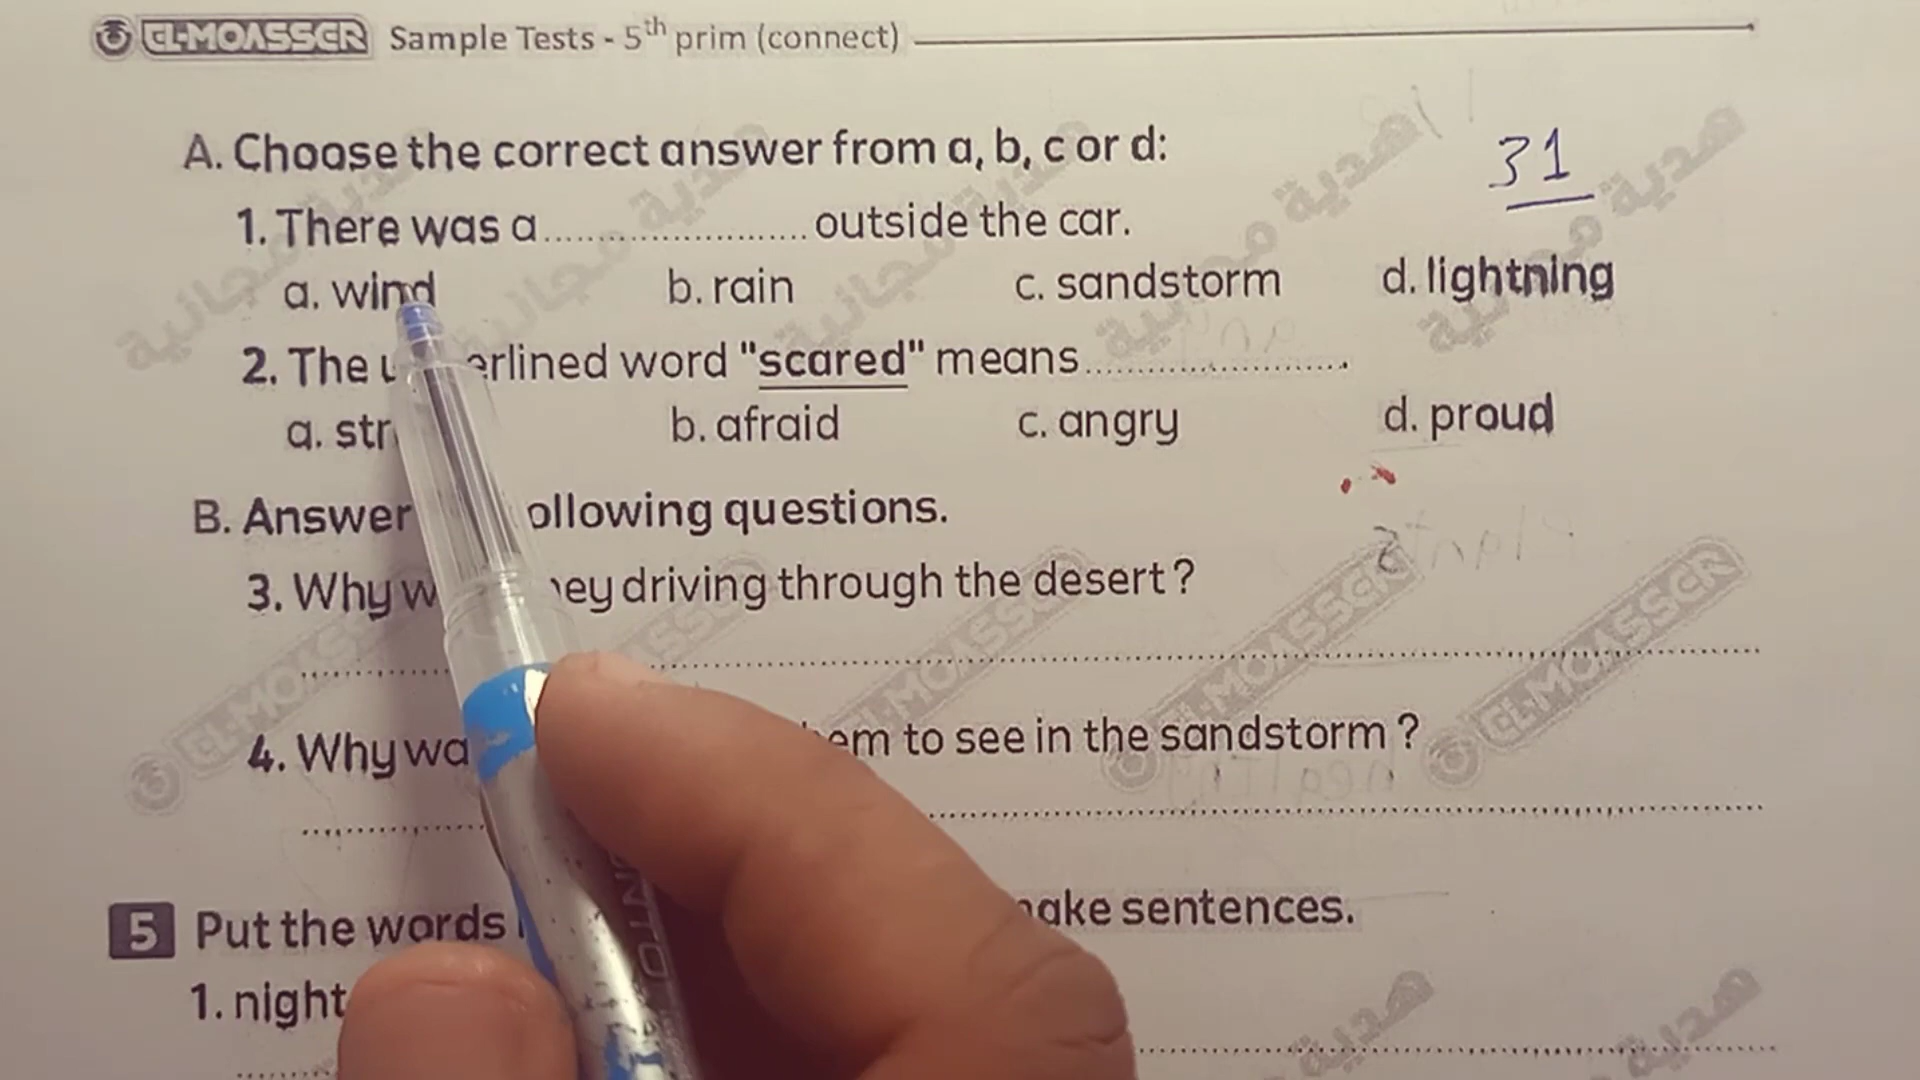 EL-MOASSER Sample Tests - 5th prim (connect)
A. Choose the correct answer from a, b, c or d:
31
1. There was a ........................ outside the car.
a. wind b. rain c. sandstorm d. lightning
2. The erlined word "scared" means ........................ .
a. str b. afraid c. angry d. proud
B. Answer ollowing questions.
3. Why w ey driving through the desert ?
4. Why wa em to see in the sandstorm ?
5 Put the words ake sentences.
1. night